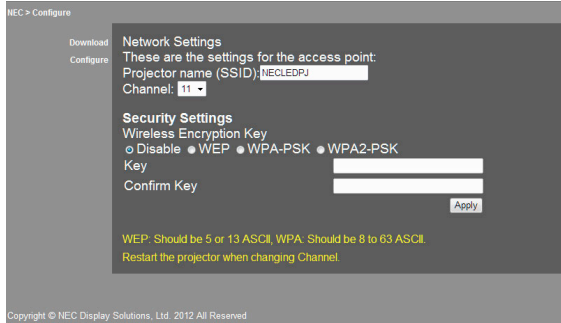 NEC > Configure
Download
Configure
Network Settings
These are the settings for the access point:
Projector name (SSID): NECLEDPJ
Channel: 11
Security Settings
Wireless Encryption Key
Disable WEP WPA-PSK WPA2-PSK
Key
Confirm Key
Apply
WEP: Should be 5 or 13 ASCII, WPA: Should be 8 to 63 ASCII.
Restart the projector when changing Channel.
Copyright © NEC Display Solutions, Ltd. 2012 All Reserved